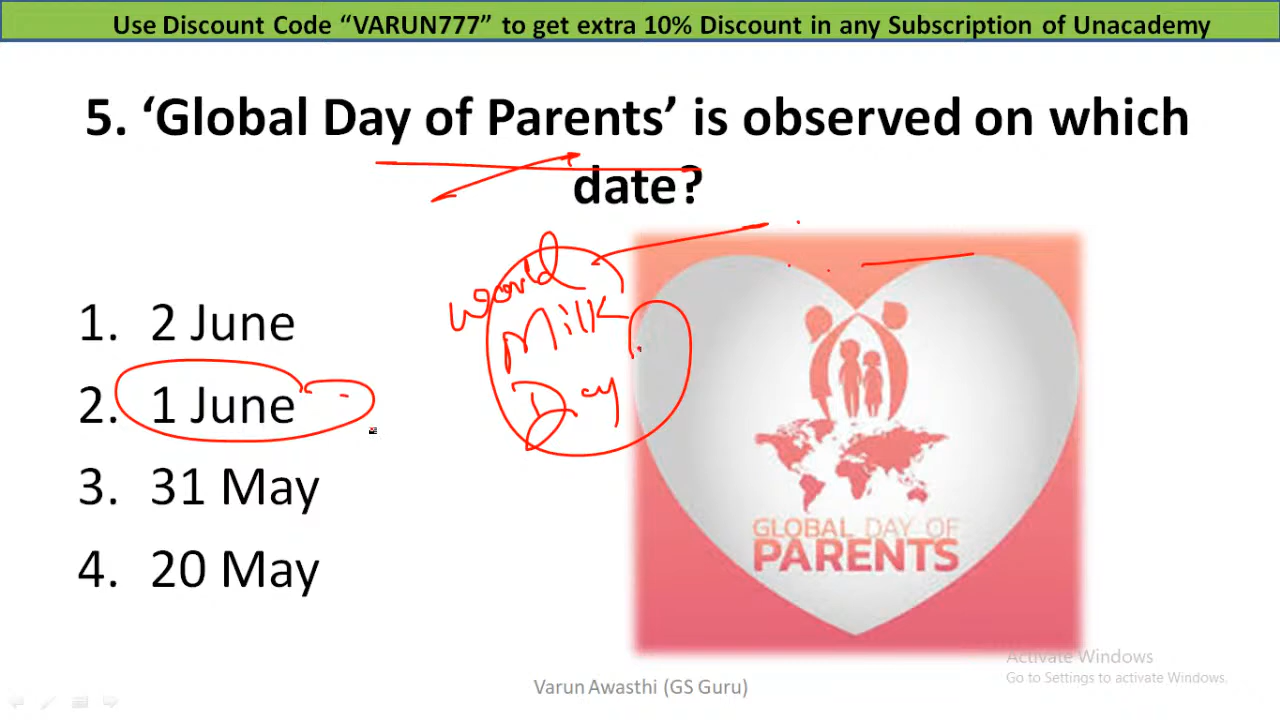 Use Discount Code “VARUN777” to get extra 10% Discount in any Subscription of Unacademy
5. ‘Global Day of Parents’ is observed on which
date?
1. 2 June
2. 1 June
3. 31 May
4. 20 May
World
Milk
Day
GLOBAL DAY OF
PARENTS
Activate Windows
Go to Settings to activate Windows.
Varun Awasthi (GS Guru)